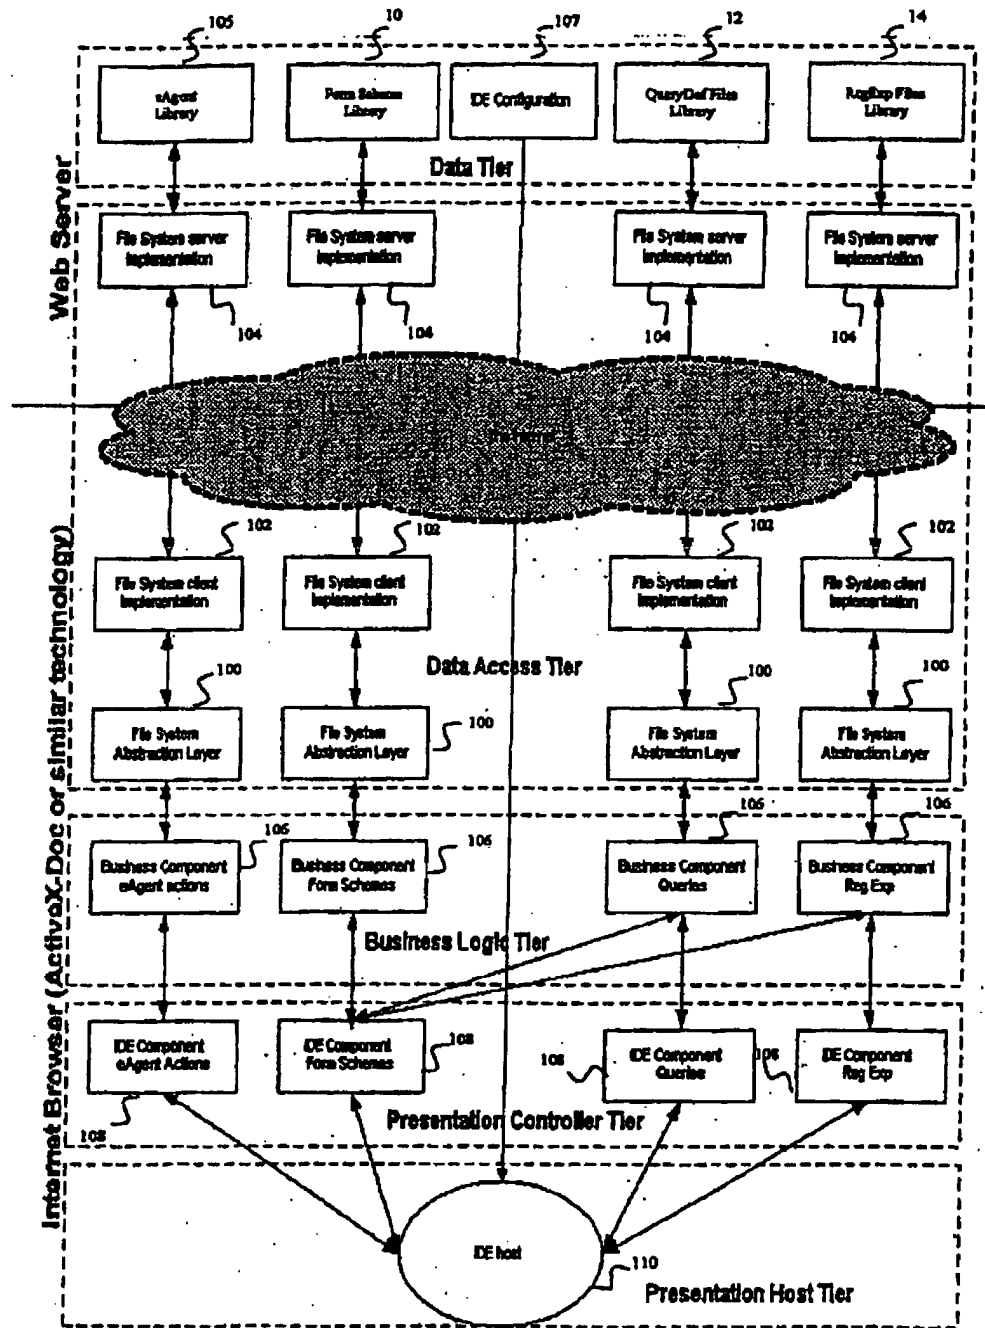 105
10
107
12
14
eAgent
Library
Form Scheme
Library
IDE Configuration
QueryDef Files
Library
RegExp Files
Library
Data Tier
Web Server
File System server
Implementation
File System server
Implementation
File System server
Implementation
File System server
Implementation
104
104
104
104
102
102
102
102
File System client
Implementation
File System client
Implementation
File System client
Implementation
File System client
Implementation
Data Access Tier
100
100
100
100
File System
Abstraction Layer
File System
Abstraction Layer
File System
Abstraction Layer
File System
Abstraction Layer
Internet Browser (ActiveX Doc or similar technology)
106
106
106
106
Business Component
eAgent actions
Business Component
Form Schemes
Business Component
Queries
Business Component
Reg Exp
Business Logic Tier
IDE Component
eAgent Actions
IDE Component
Form Schemes
108
108
IDE Component
Queries
108
IDE Component
Reg Exp
108
Presentation Controller Tier
IDE host
110
Presentation Host Tier